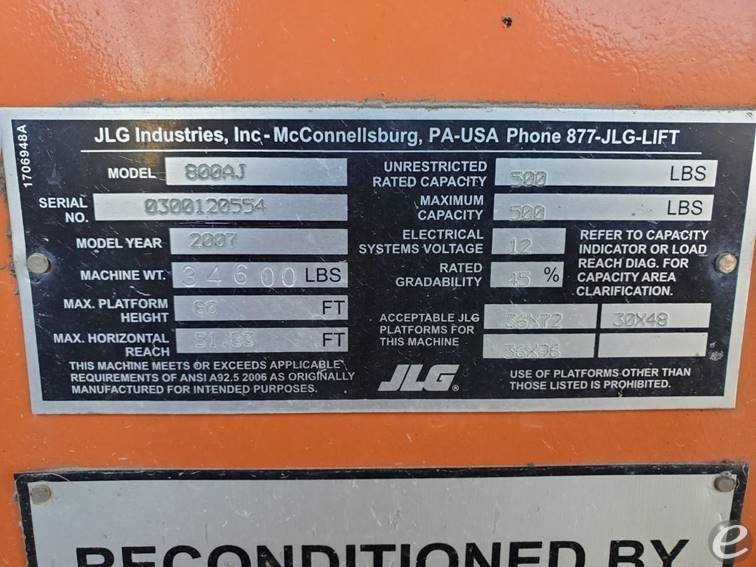 1706948A
JLG Industries, Inc - McConnellsburg, PA-USA Phone 877-JLG-LIFT
MODEL 800AJ
SERIAL NO. 0300120554
MODEL YEAR 2007
MACHINE WT. 34600 LBS
MAX. PLATFORM HEIGHT FT
MAX. HORIZONTAL REACH FT
THIS MACHINE MEETS OR EXCEEDS APPLICABLE
REQUIREMENTS OF ANSI A92.5 2006 AS ORIGINALLY
MANUFACTURED FOR INTENDED PURPOSES.
UNRESTRICTED RATED CAPACITY 500 LBS
MAXIMUM CAPACITY 500 LBS
ELECTRICAL SYSTEMS VOLTAGE 12
RATED GRADABILITY 45 %
REFER TO CAPACITY
INDICATOR OR LOAD
REACH DIAG. FOR
CAPACITY AREA
CLARIFICATION.
ACCEPTABLE JLG
PLATFORMS FOR
THIS MACHINE
36X72 30X48
36X96
JLG®
USE OF PLATFORMS OTHER THAN
THOSE LISTED IS PROHIBITED.
RECONDITIONED BY
e